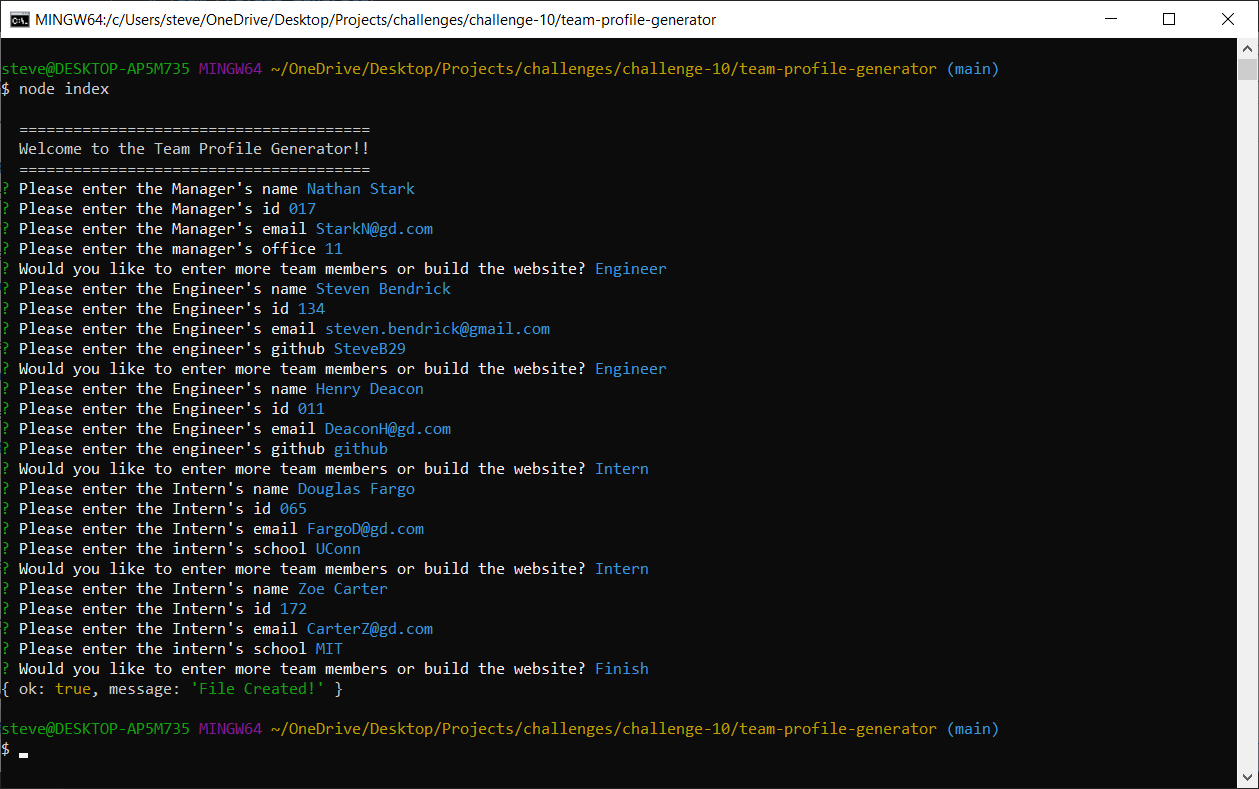 MINGW64:/c/Users/steve/OneDrive/Desktop/Projects/challenges/challenge-10/team-profile-generator
steve@DESKTOP-AP5M735 MINGW64 ~/OneDrive/Desktop/Projects/challenges/challenge-10/team-profile-generator (main)
$ node index
=======================================
Welcome to the Team Profile Generator!!
=======================================
? Please enter the Manager's name Nathan Stark
? Please enter the Manager's id 017
? Please enter the Manager's email StarkN@gd.com
? Please enter the manager's office 11
? Would you like to enter more team members or build the website? Engineer
? Please enter the Engineer's name Steven Bendrick
? Please enter the Engineer's id 134
? Please enter the Engineer's email steven.bendrick@gmail.com
? Please enter the engineer's github SteveB29
? Would you like to enter more team members or build the website? Engineer
? Please enter the Engineer's name Henry Deacon
? Please enter the Engineer's id 011
? Please enter the Engineer's email DeaconH@gd.com
? Please enter the engineer's github github
? Would you like to enter more team members or build the website? Intern
? Please enter the Intern's name Douglas Fargo
? Please enter the Intern's id 065
? Please enter the Intern's email FargoD@gd.com
? Please enter the intern's school UConn
? Would you like to enter more team members or build the website? Intern
? Please enter the Intern's name Zoe Carter
? Please enter the Intern's id 172
? Please enter the Intern's email CarterZ@gd.com
? Please enter the intern's school MIT
? Would you like to enter more team members or build the website? Finish
{ ok: true, message: 'File Created!' }
steve@DESKTOP-AP5M735 MINGW64 ~/OneDrive/Desktop/Projects/challenges/challenge-10/team-profile-generator (main)
$